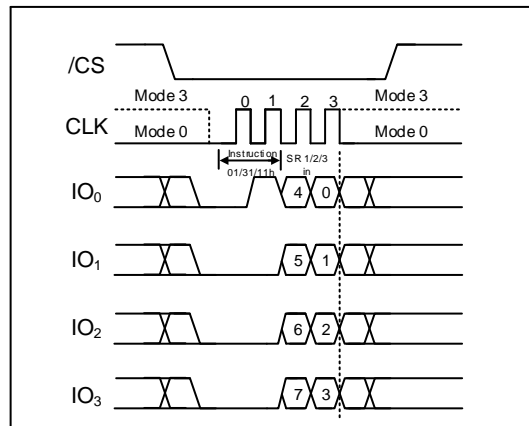 /CS
0 1 2 3
Mode 3 Mode 3
CLK Mode 0 Mode 0
Instruction SR 1/2/3
01/31/11h in
IO0 4 0
IO1 5 1
IO2 6 2
IO3 7 3